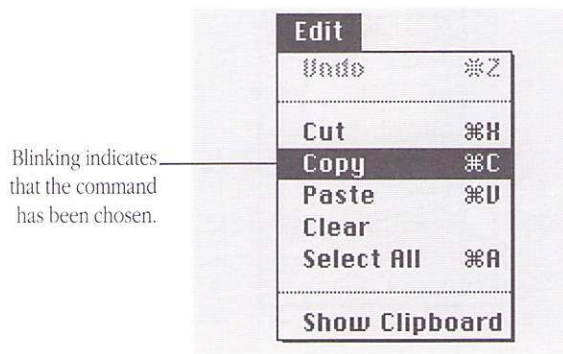 Edit
Undo ⌘Z
Cut ⌘X
Copy ⌘C
Paste ⌘V
Clear
Select All ⌘A
Show Clipboard
Blinking indicates
that the command
has been chosen.